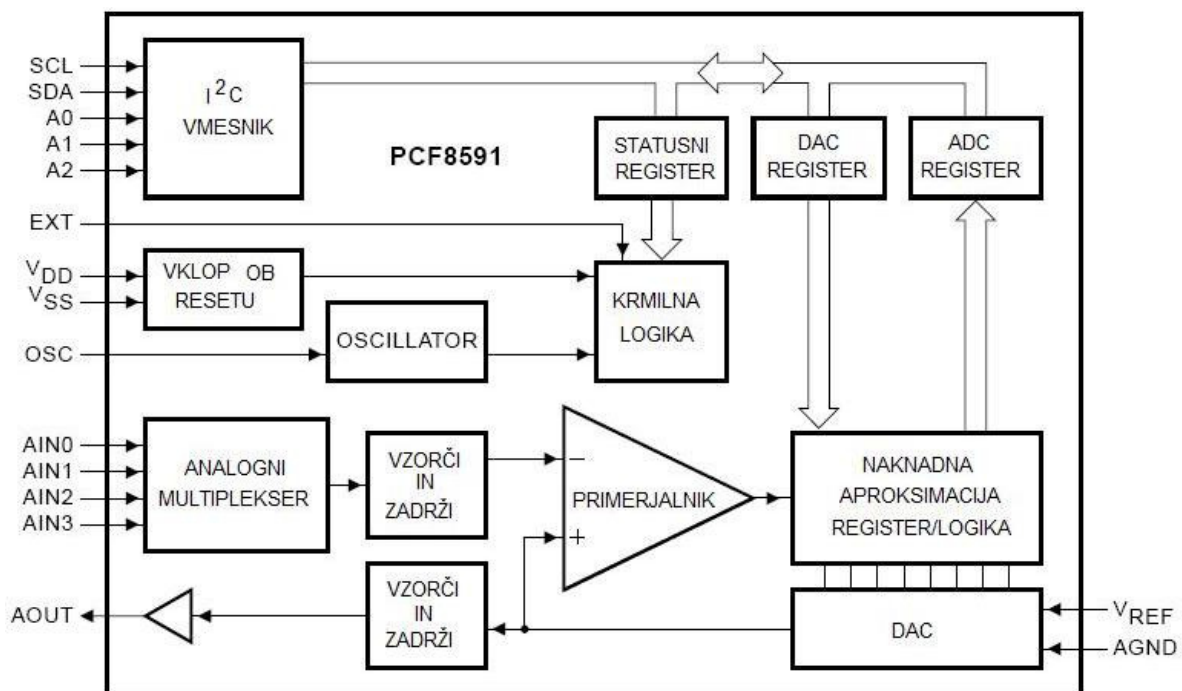 SCL
SDA
A0
A1
A2
I²C
VMESNIK
PCF8591
STATUSNI
REGISTER
DAC
REGISTER
ADC
REGISTER
EXT
VDD
VSS
VKLOP OB
RESETU
OSC
OSCILLATOR
KRMILNA
LOGIKA
AIN0
AIN1
AIN2
AIN3
ANALOGNI
MULTIPLEKSER
VZORČI
IN
ZADRŽI
−
PRIMERJALNIK
+
NAKNADNA
APROKSIMACIJA
REGISTER/LOGIKA
AOUT
VZORČI
IN
ZADRŽI
DAC
VREF
AGND